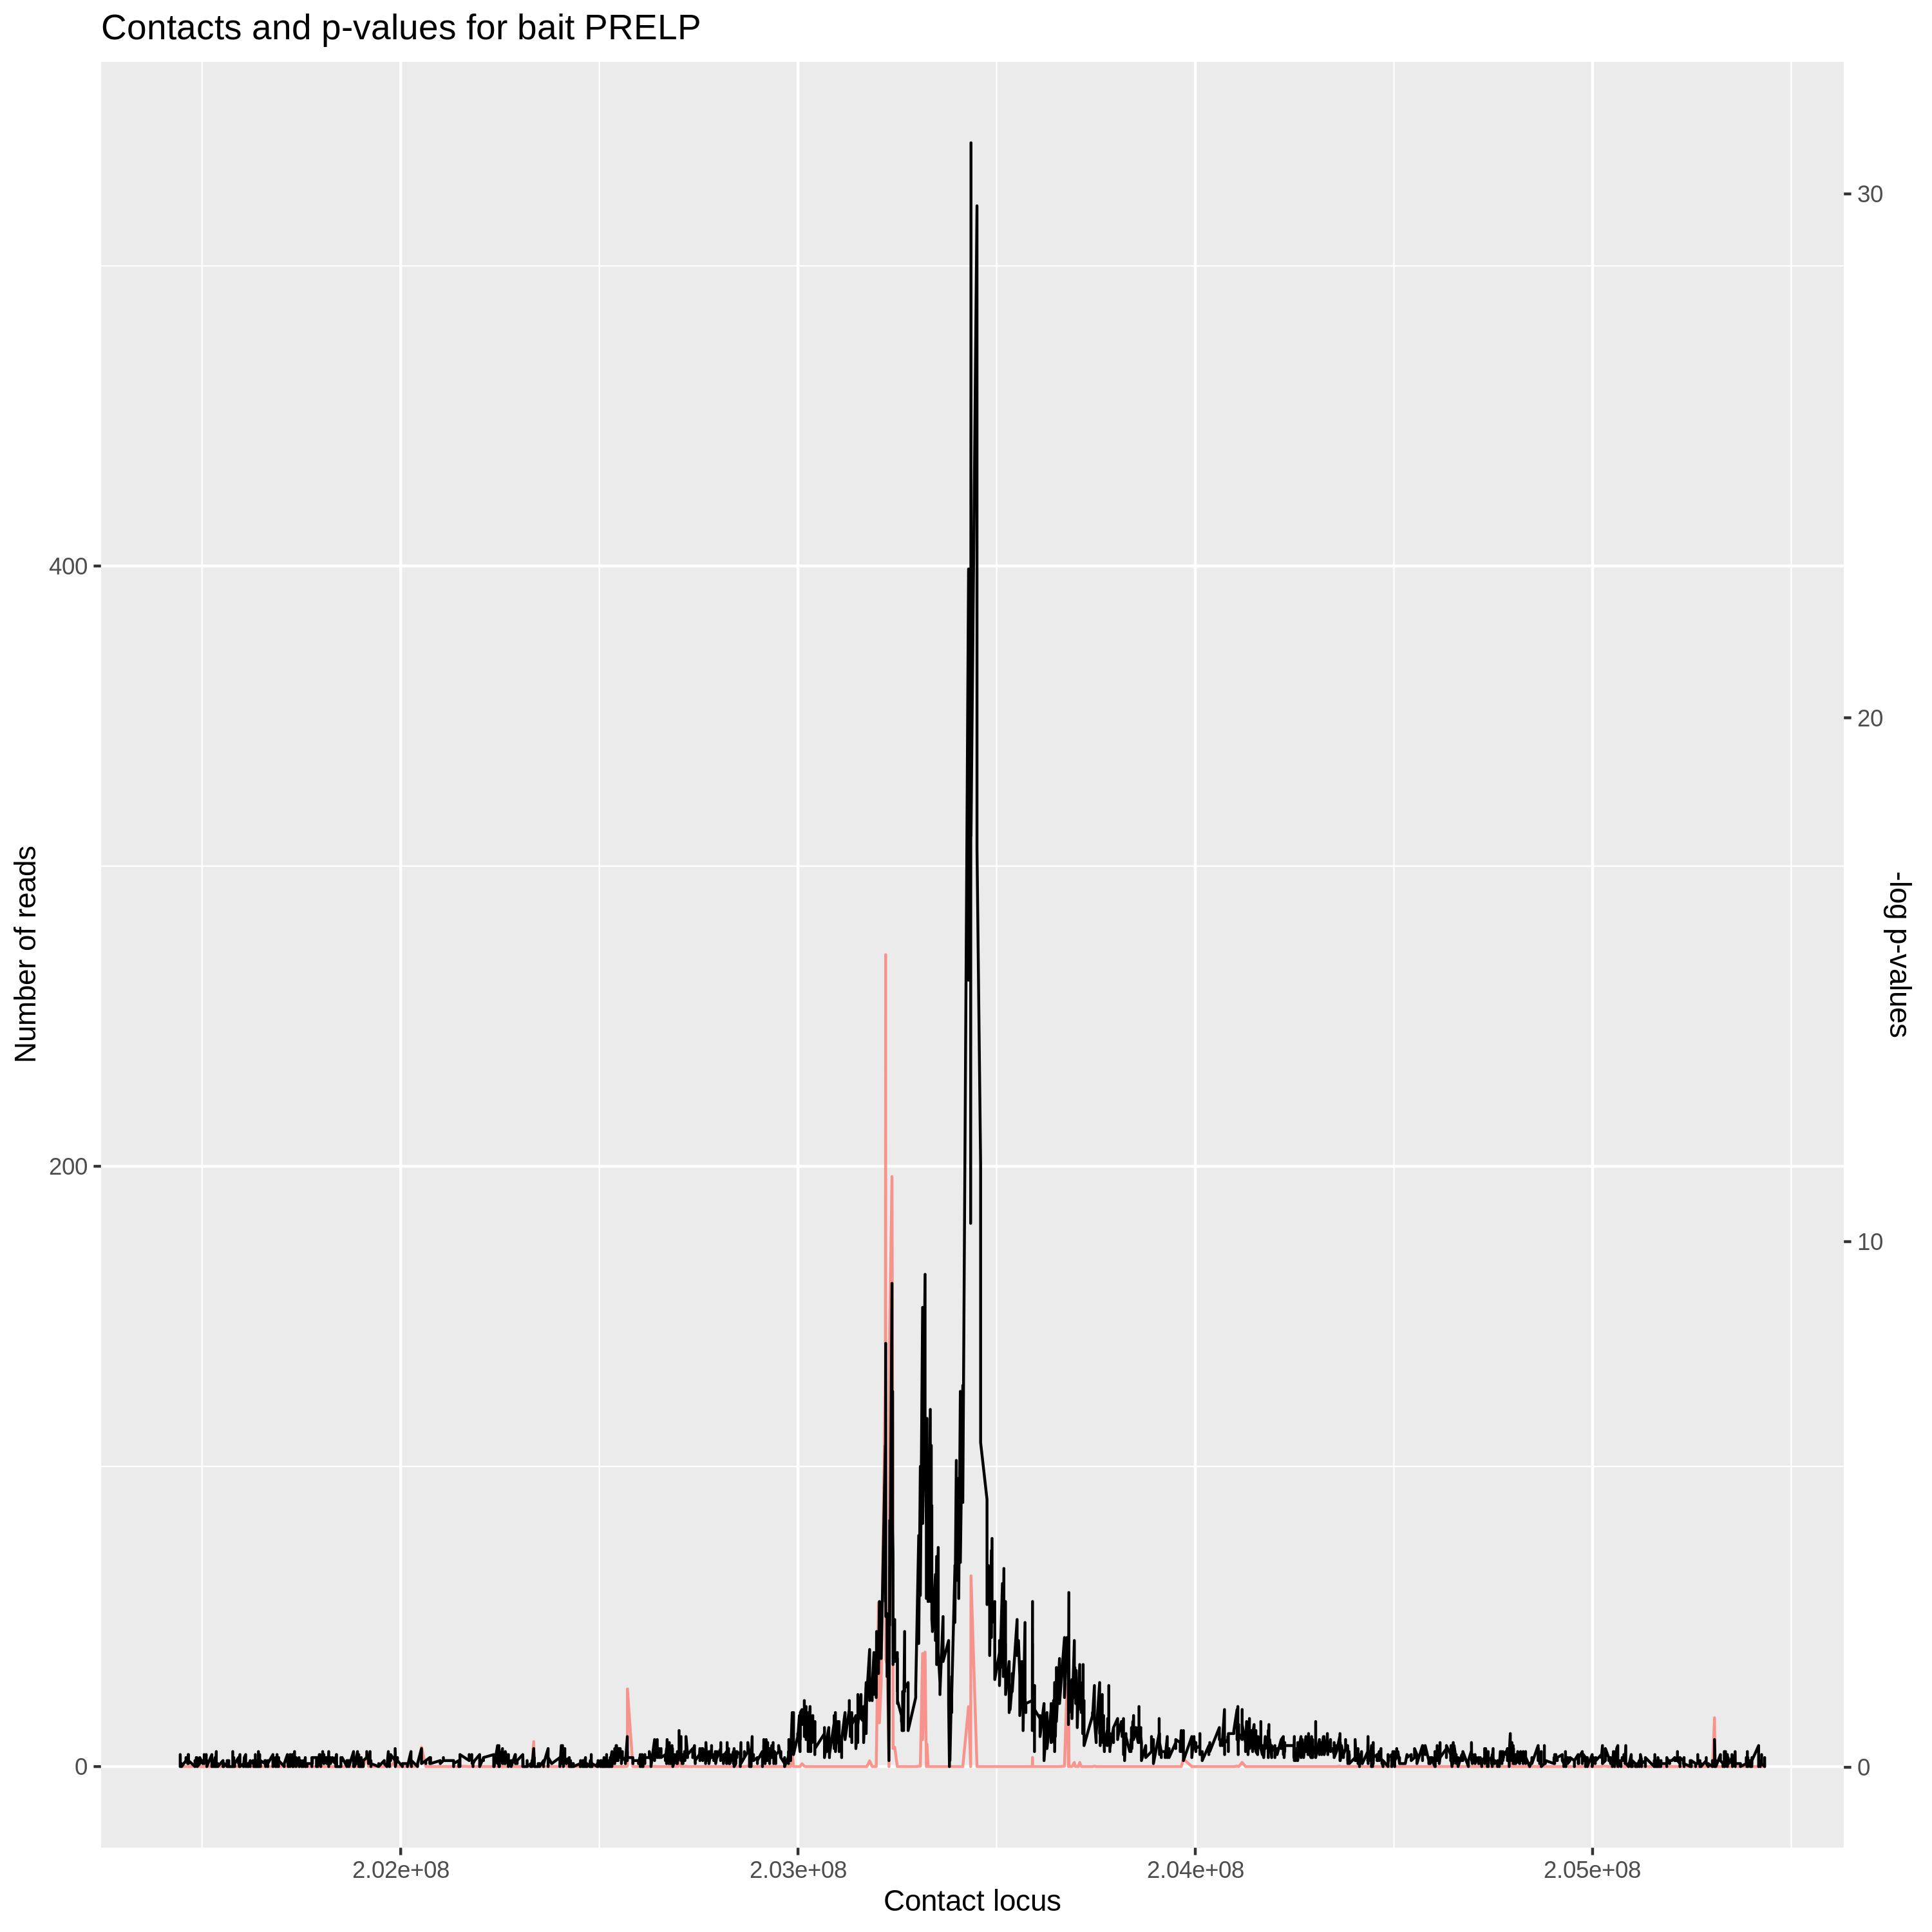 Contacts and p-values for bait PRELP
30
400
20
Number of reads
-log p-values
200
10
0
0
2.02e+08
2.03e+08
2.04e+08
2.05e+08
Contact locus